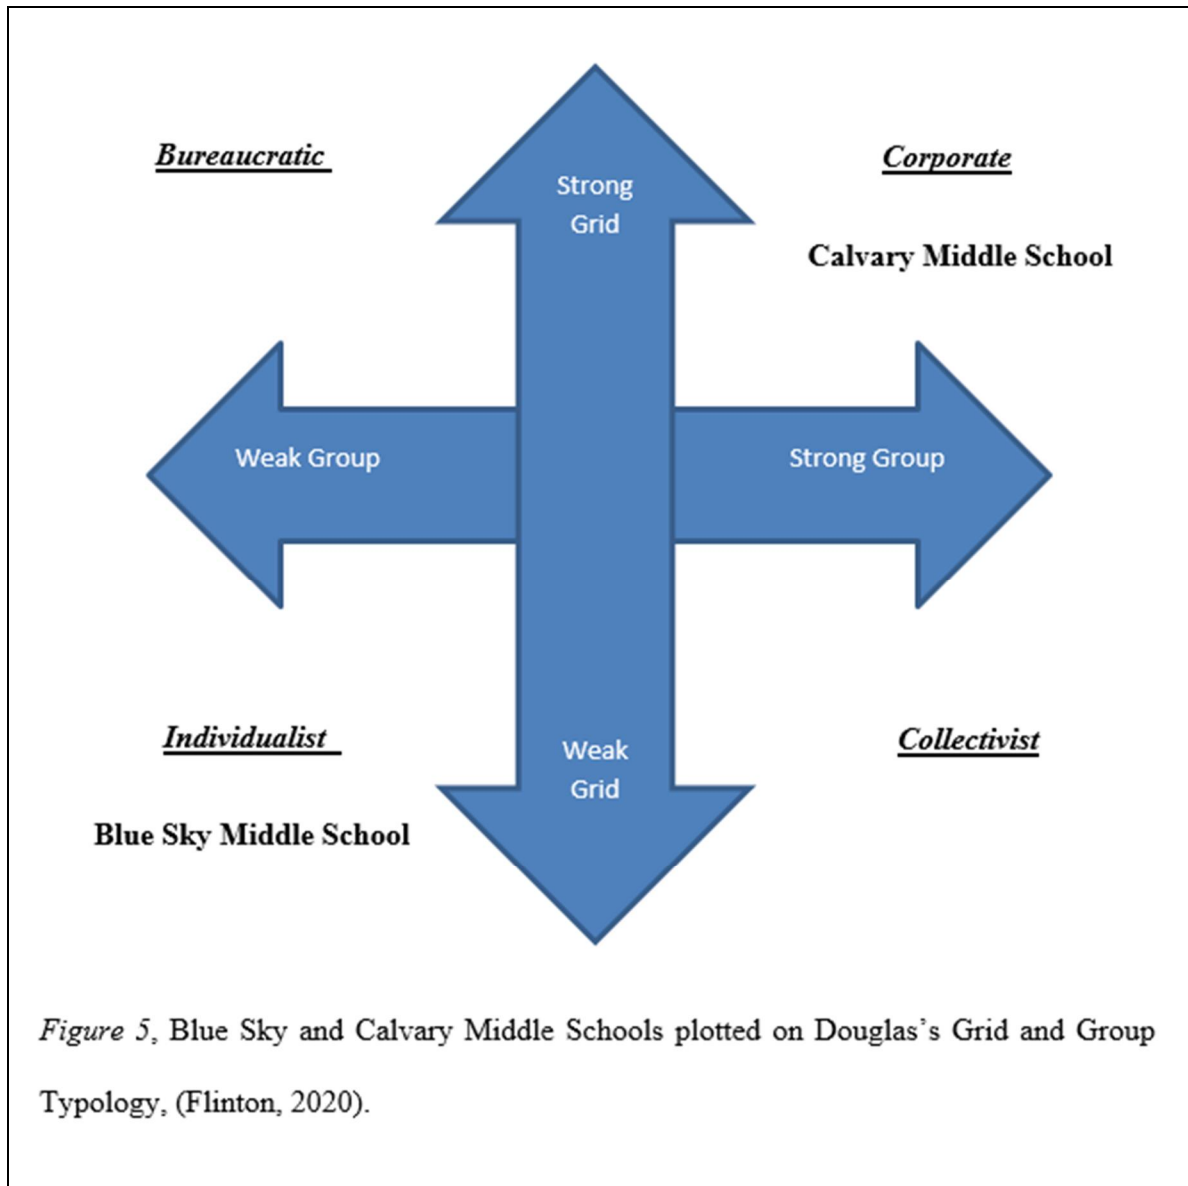 Bureaucratic
Corporate
Strong
Grid
Calvary Middle School
Weak Group
Strong Group
Individualist
Collectivist
Weak
Grid
Blue Sky Middle School
Figure 5, Blue Sky and Calvary Middle Schools plotted on Douglas’s Grid and Group
Typology, (Flinton, 2020).